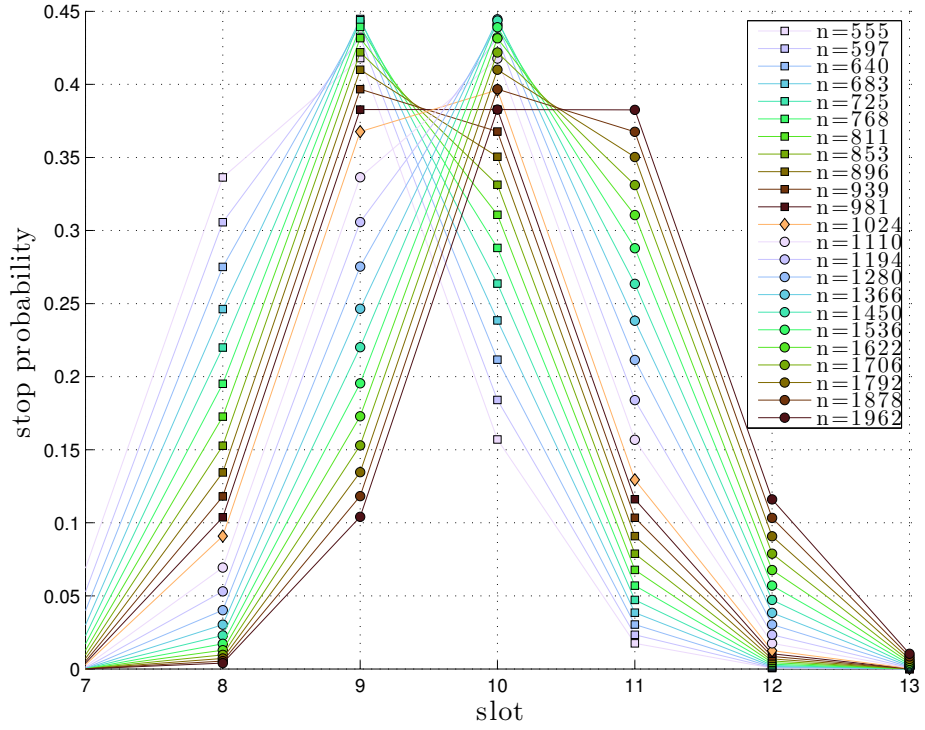 0.45
0.4
0.35
0.3
0.25
0.2
0.15
0.1
0.05
0
stop probability
7 8 9 10 11 12 13
slot
n=555
n=597
n=640
n=683
n=725
n=768
n=811
n=853
n=896
n=939
n=981
n=1024
n=1110
n=1194
n=1280
n=1366
n=1450
n=1536
n=1622
n=1706
n=1792
n=1878
n=1962